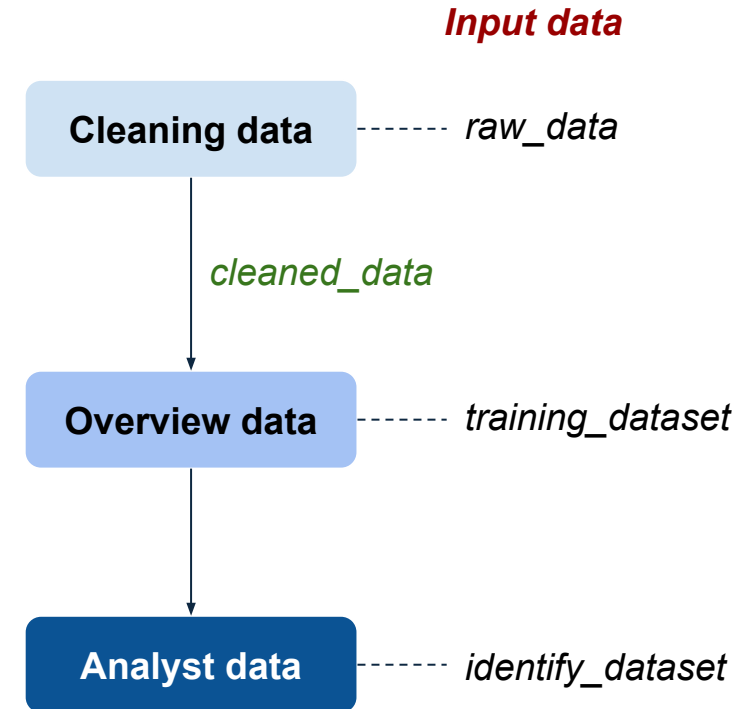 Input data
Cleaning data
raw_data
cleaned_data
Overview data
training_dataset
Analyst data
identify_dataset